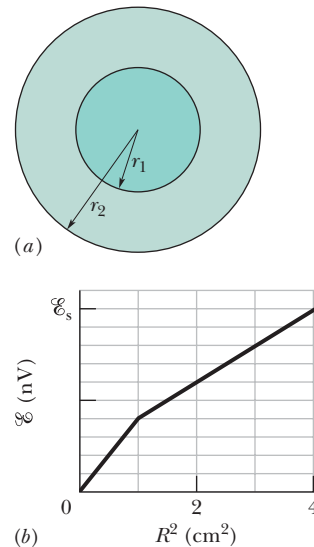 r₁
r₂
(a)
ℰₛ
ℰ (nV)
0 2 4
(b) R² (cm²)